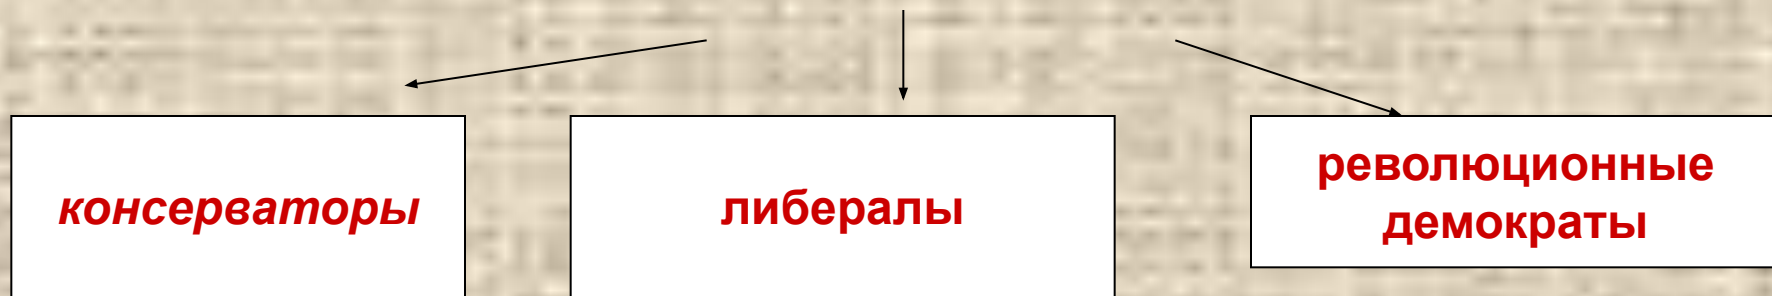 консерваторы
либералы
революционные
демократы